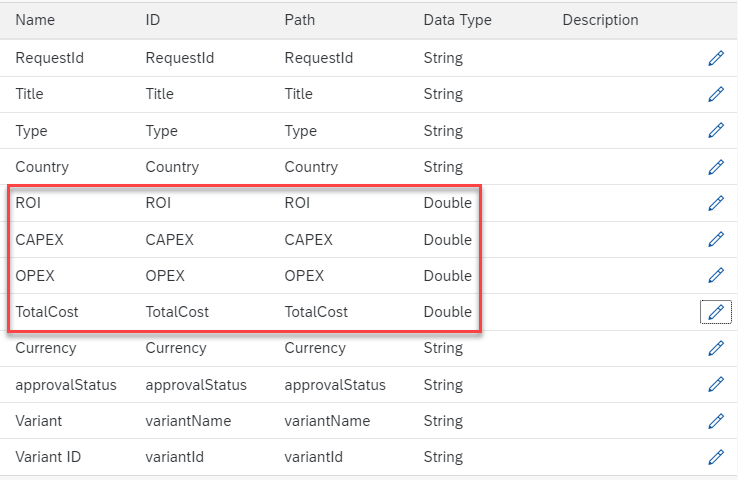 Name ID Path Data Type Description
RequestId RequestId RequestId String
Title Title Title String
Type Type Type String
Country Country Country String
ROI ROI ROI Double
CAPEX CAPEX CAPEX Double
OPEX OPEX OPEX Double
TotalCost TotalCost TotalCost Double
Currency Currency Currency String
approvalStatus approvalStatus approvalStatus String
Variant variantName variantName String
Variant ID variantId variantId String